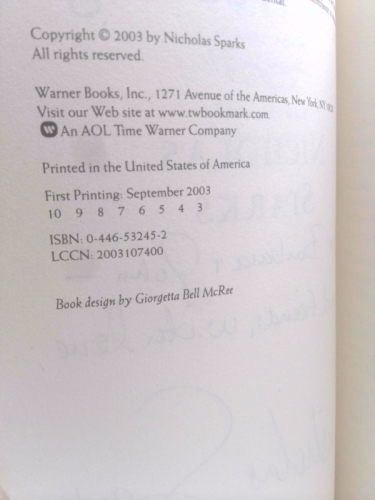 Copyright © 2003 by Nicholas Sparks
All rights reserved.
Warner Books, Inc., 1271 Avenue of the Americas, New York, NY
Visit our Web site at www.twbookmark.com.
An AOL Time Warner Company
Printed in the United States of America
First Printing: September 2003
10 9 8 7 6 5 4 3
ISBN: 0-446-53245-2
LCCN: 2003107400
Book design by Giorgetta Bell McRee